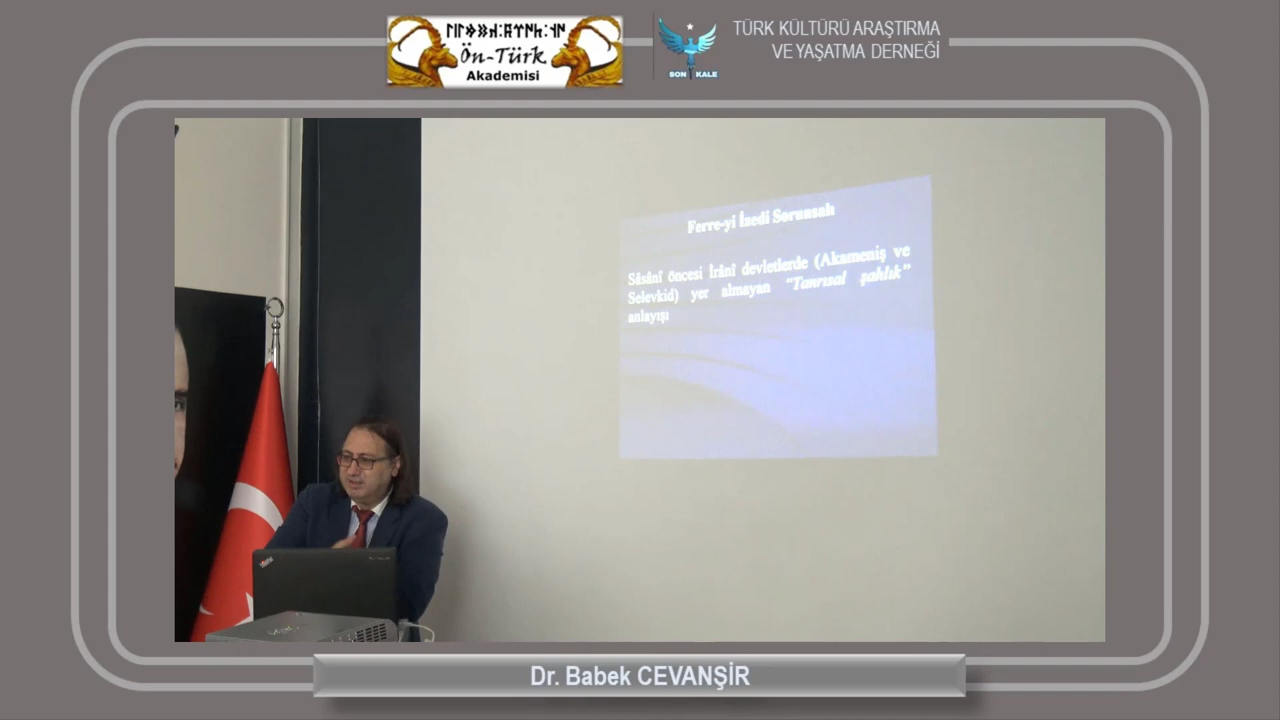 Ön-Türk
Akademisi
SON KALE
TÜRK KÜLTÜRÜ ARAŞTIRMA
VE YAŞATMA DERNEĞİ
Ferre-yi İzedi Sorunsalı
Sâsânî öncesi İrânî devletlerde (Akameniş ve
Selevkid) yer almayan “Tanrısal şahlık”
anlayışı
Dr. Babek CEVANŞİR